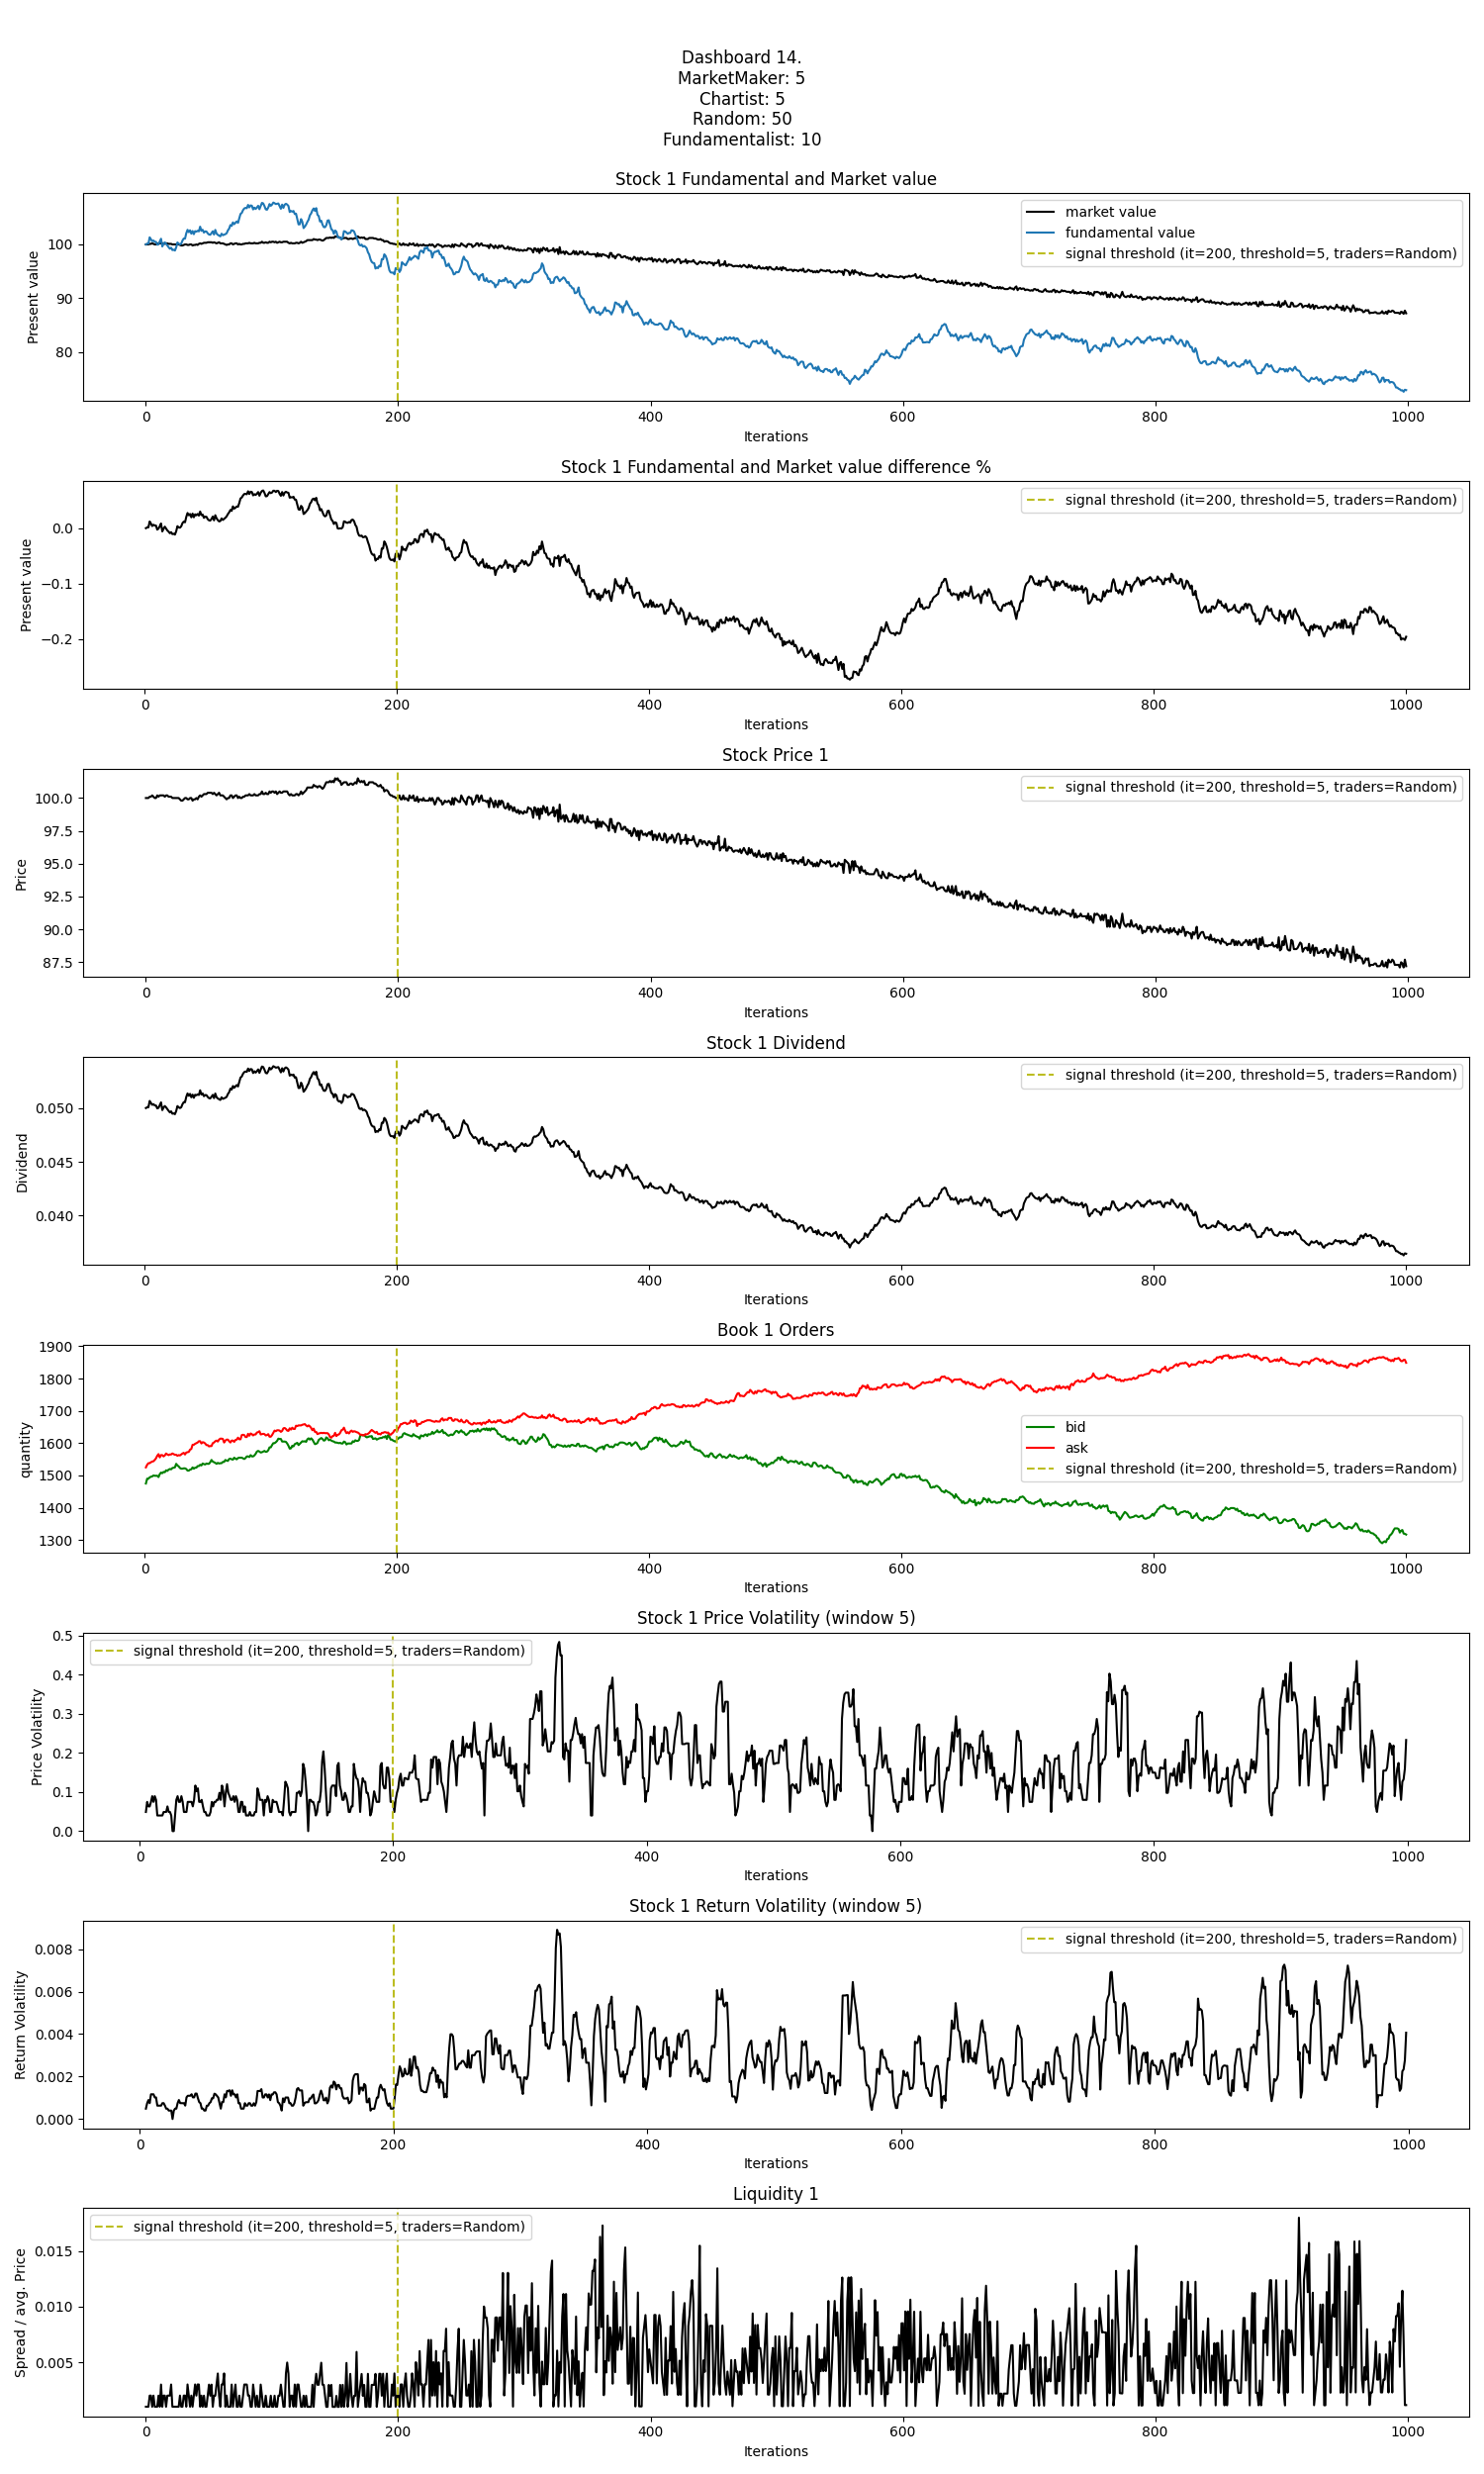 Dashboard 14.
MarketMaker: 5
Chartist: 5
Random: 50
Fundamentalist: 10
Stock 1 Fundamental and Market value
market value
fundamental value
signal threshold (it=200, threshold=5, traders=Random)
Present value
100
90
80
0 200 400 600 800 1000
Iterations
Stock 1 Fundamental and Market value difference %
signal threshold (it=200, threshold=5, traders=Random)
Present value
0.0
−0.1
−0.2
0 200 400 600 800 1000
Iterations
Stock Price 1
signal threshold (it=200, threshold=5, traders=Random)
Price
100.0
97.5
95.0
92.5
90.0
87.5
0 200 400 600 800 1000
Iterations
Stock 1 Dividend
signal threshold (it=200, threshold=5, traders=Random)
Dividend
0.050
0.045
0.040
0 200 400 600 800 1000
Iterations
Book 1 Orders
quantity
1900
1800
1700
1600
1500
1400
1300
bid
ask
signal threshold (it=200, threshold=5, traders=Random)
0 200 400 600 800 1000
Iterations
Stock 1 Price Volatility (window 5)
signal threshold (it=200, threshold=5, traders=Random)
Price Volatility
0.5
0.4
0.3
0.2
0.1
0.0
0 200 400 600 800 1000
Iterations
Stock 1 Return Volatility (window 5)
signal threshold (it=200, threshold=5, traders=Random)
Return Volatility
0.008
0.006
0.004
0.002
0.000
0 200 400 600 800 1000
Iterations
Liquidity 1
signal threshold (it=200, threshold=5, traders=Random)
Spread / avg. Price
0.015
0.010
0.005
0 200 400 600 800 1000
Iterations